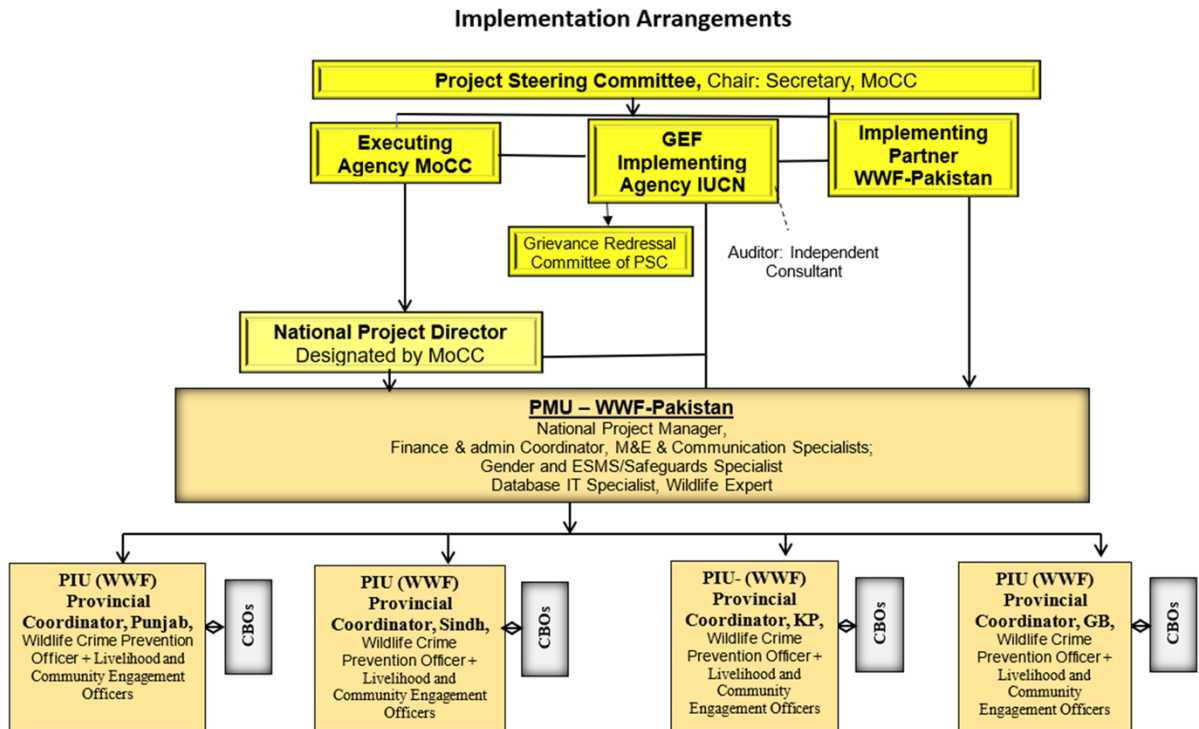 Implementation Arrangements
Project Steering Committee, Chair: Secretary, MoCC
Executing
Agency MoCC
GEF
Implementing
Agency IUCN
Implementing
Partner
WWF-Pakistan
Grievance Redressal
Committee of PSC
Auditor: Independent
Consultant
National Project Director
Designated by MoCC
PMU – WWF-Pakistan
National Project Manager,
Finance & admin Coordinator, M&E & Communication Specialists;
Gender and ESMS/Safeguards Specialist
Database IT Specialist, Wildlife Expert
PIU (WWF)
Provincial
Coordinator, Punjab,
Wildlife Crime Prevention
Officer + Livelihood and
Community Engagement
Officers
CBOs
PIU (WWF)
Provincial
Coordinator, Sindh,
Wildlife Crime
Prevention Officer +
Livelihood and
Community Engagement
Officers
CBOs
PIU- (WWF)
Provincial
Coordinator, KP,
Wildlife Crime
Prevention Officer +
Livelihood and
Community
Engagement Officers
CBOs
PIU (WWF)
Provincial
Coordinator, GB,
Wildlife Crime
Prevention Officer +
Livelihood and
Community
Engagement Officers
CBOs